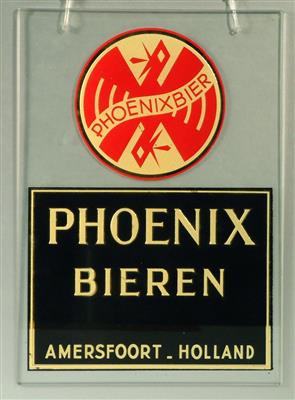 PHOENIXBIER
PHOENIX
BIEREN
AMERSFOORT - HOLLAND